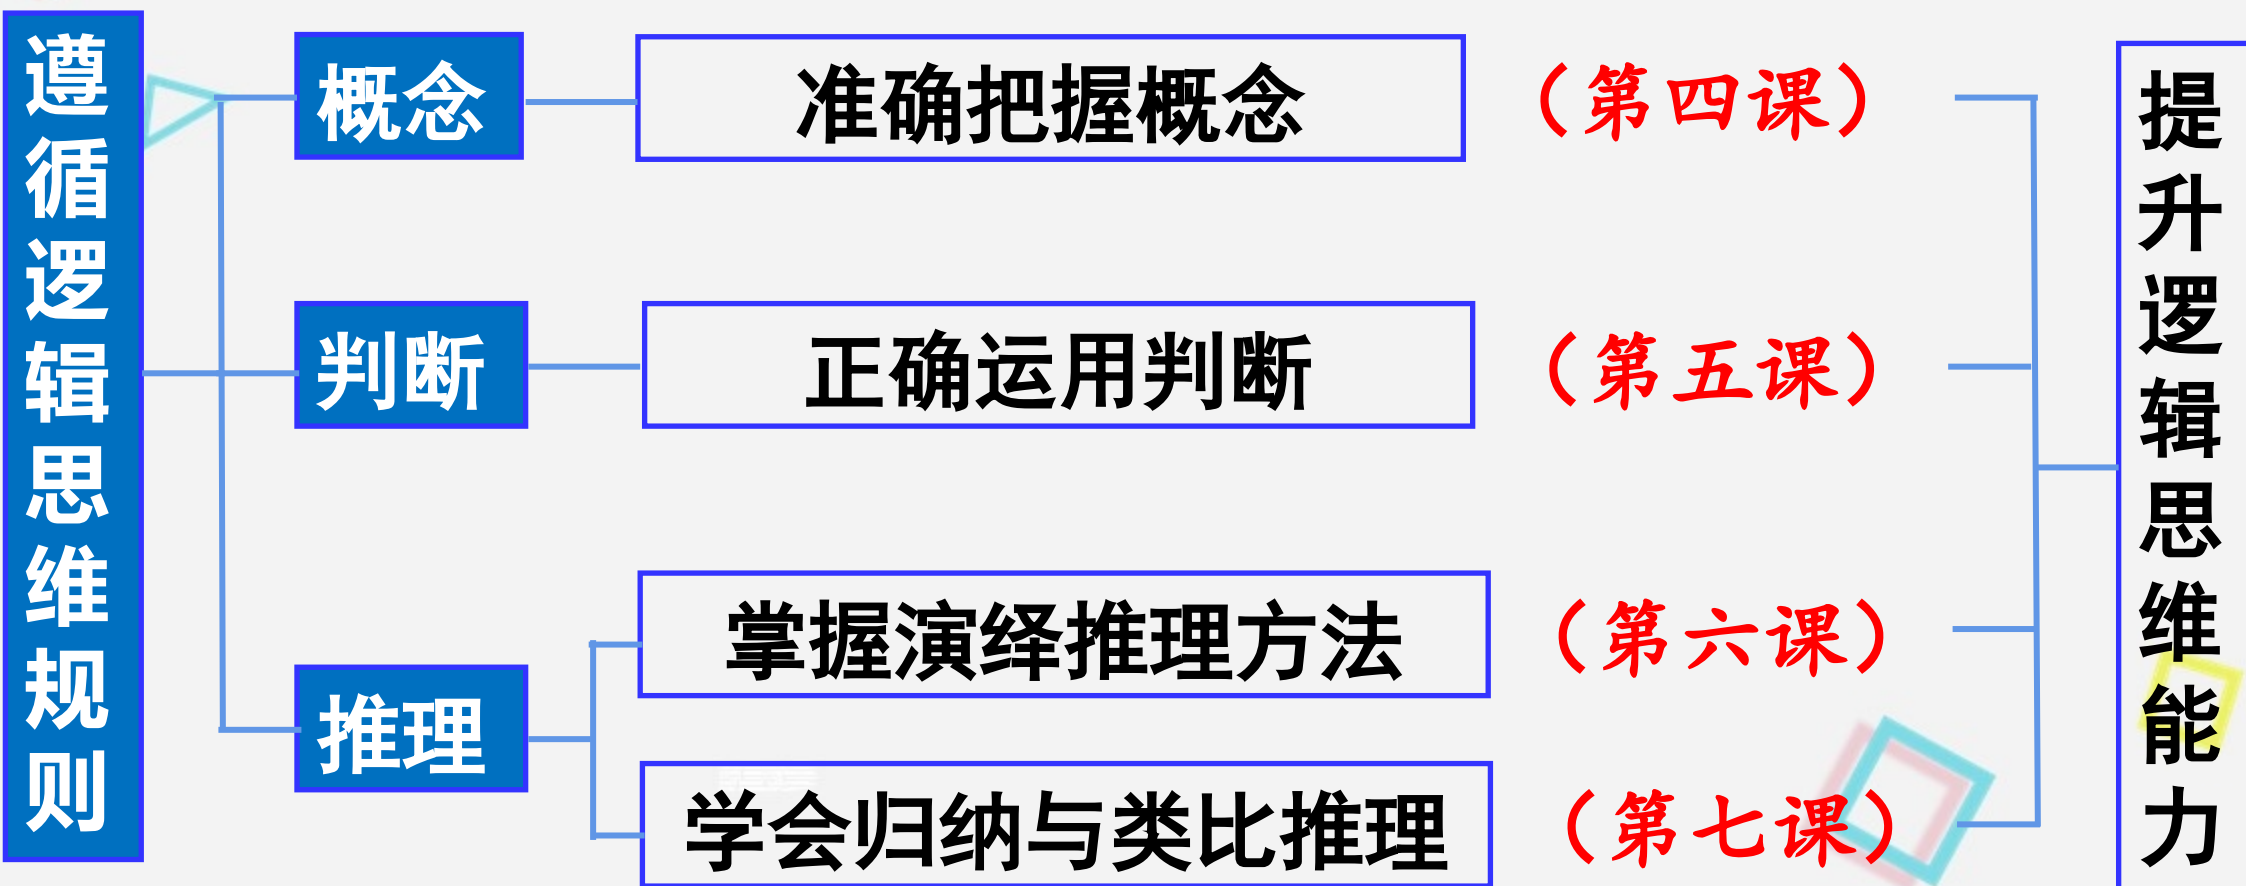 遵循逻辑思维规则
概念
准确把握概念
（第四课）
判断
正确运用判断
（第五课）
推理
掌握演绎推理方法
（第六课）
学会归纳与类比推理
（第七课）
提升逻辑思维能力